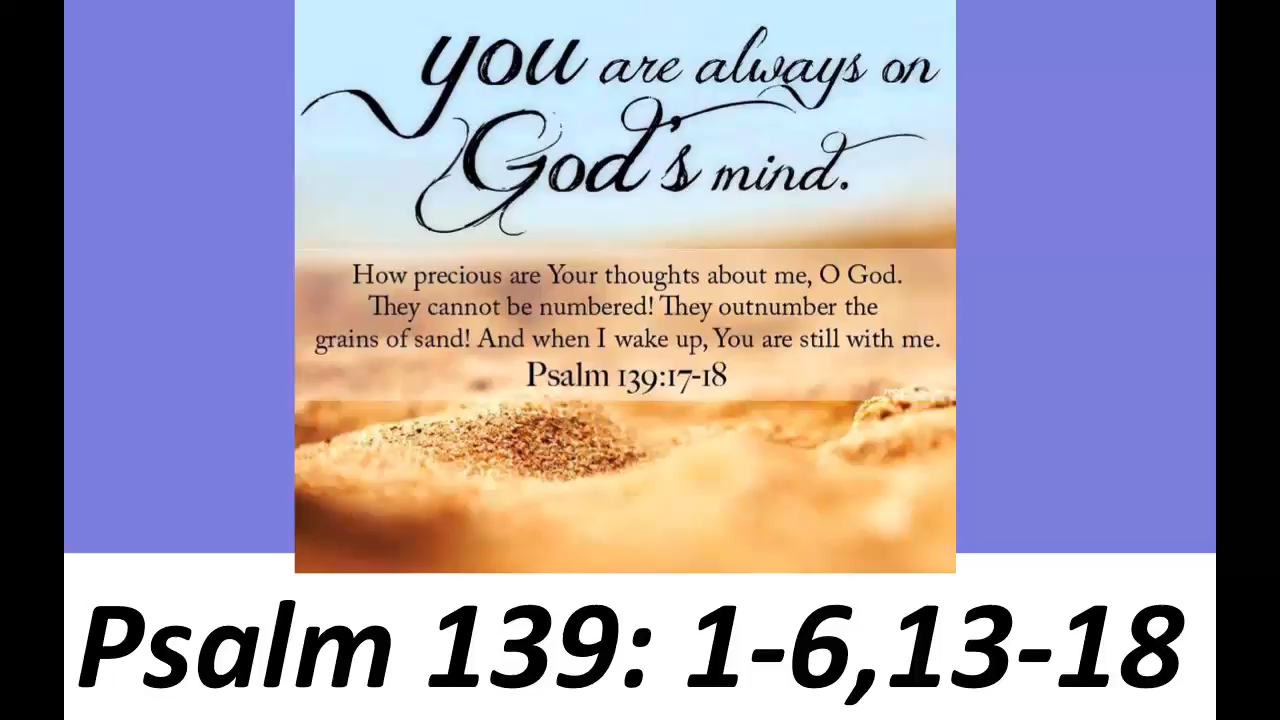 you are always on
God's mind.
How precious are Your thoughts about me, O God.
They cannot be numbered! They outnumber the
grains of sand! And when I wake up, You are still with me.
Psalm 139:17-18
Psalm 139: 1-6,13-18